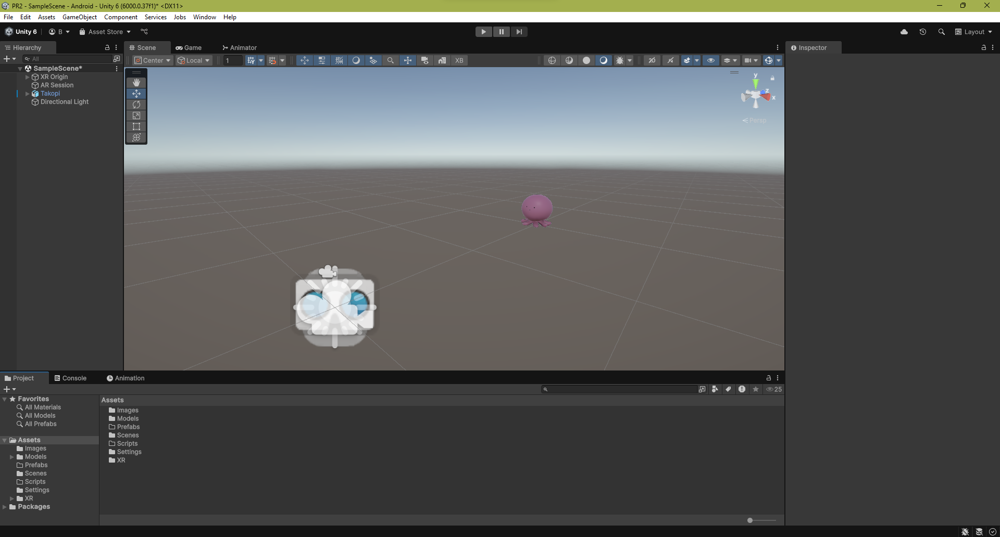 PR2 - SampleScene - Android - Unity 6 (6000.0.37f1)* <DX11>
File Edit Assets GameObject Component Services Jobs Window Help
Unity 6 B Asset Store Layout
Hierarchy
All
SampleScene*
XR Origin
AR Session
Takopi
Directional Light
Scene Game Animator
Center Local 1 XB 2D
y
z
x
Persp
Inspector
Project Console Animation
25
Favorites
All Materials
All Models
All Prefabs
Assets
Images
Models
Prefabs
Scenes
Scripts
Settings
XR
Packages
Assets
Images
Models
Prefabs
Scenes
Scripts
Settings
XR